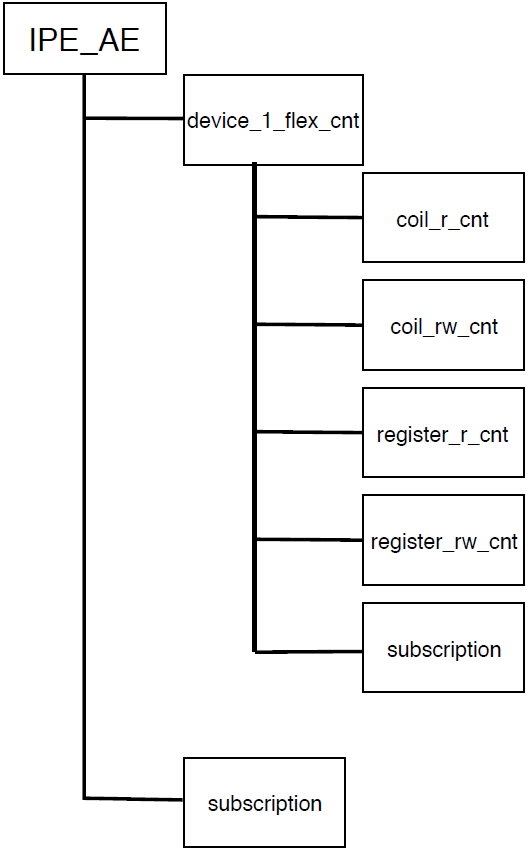 IPE_AE
device_1_flex_cnt
coil_r_cnt
coil_rw_cnt
register_r_cnt
register_rw_cnt
subscription
subscription